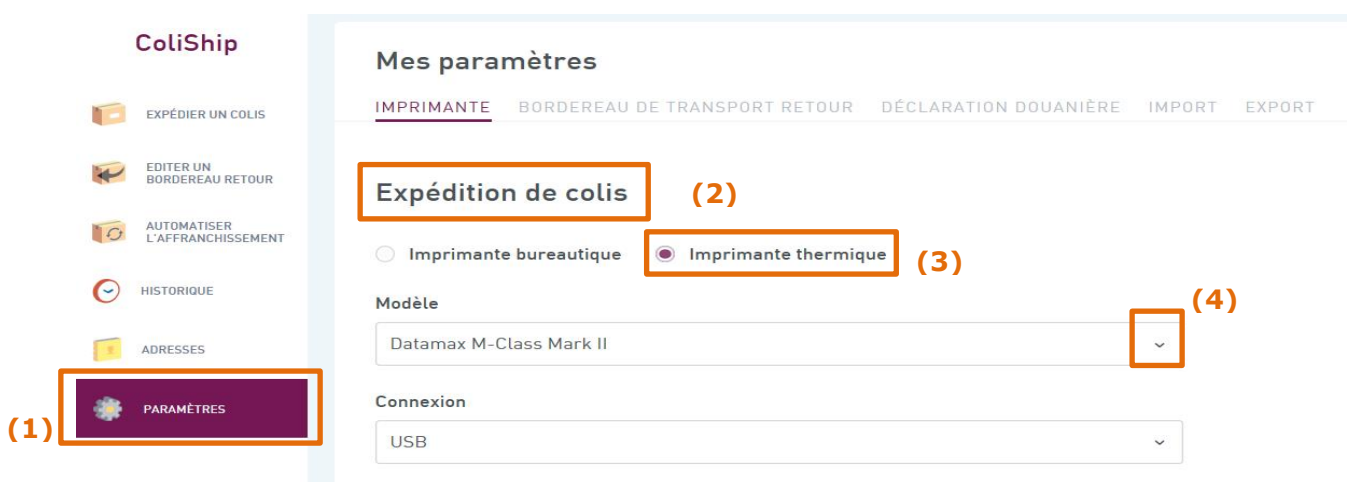 ColiShip
EXPÉDIER UN COLIS
EDITER UN
BORDEREAU RETOUR
AUTOMATISER
L'AFFRANCHISSEMENT
HISTORIQUE
ADRESSES
(1)
PARAMÈTRES
Mes paramètres
IMPRIMANTE BORDEREAU DE TRANSPORT RETOUR DÉCLARATION DOUANIÈRE IMPORT EXPORT
Expédition de colis (2)
Imprimante bureautique Imprimante thermique (3)
Modèle (4)
Datamax M-Class Mark II
Connexion
USB